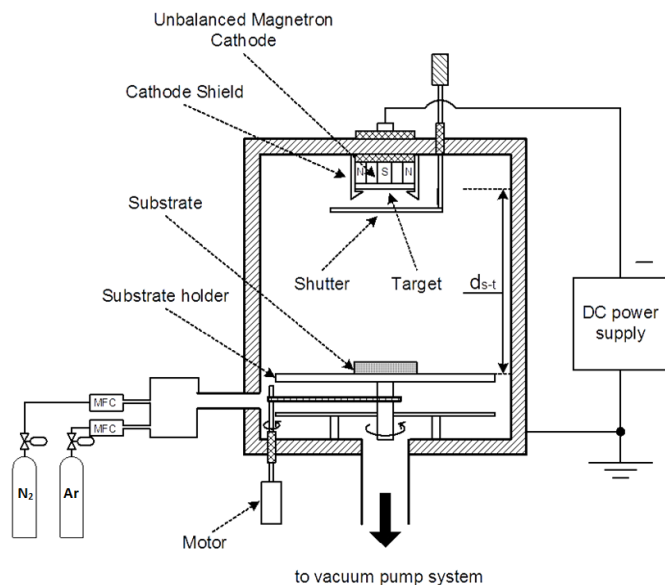 Unbalanced Magnetron
Cathode
Cathode Shield
N S N
Substrate
Shutter
Target
ds-t
Substrate holder
DC power
supply
MFC
MFC
N2
Ar
Motor
to vacuum pump system